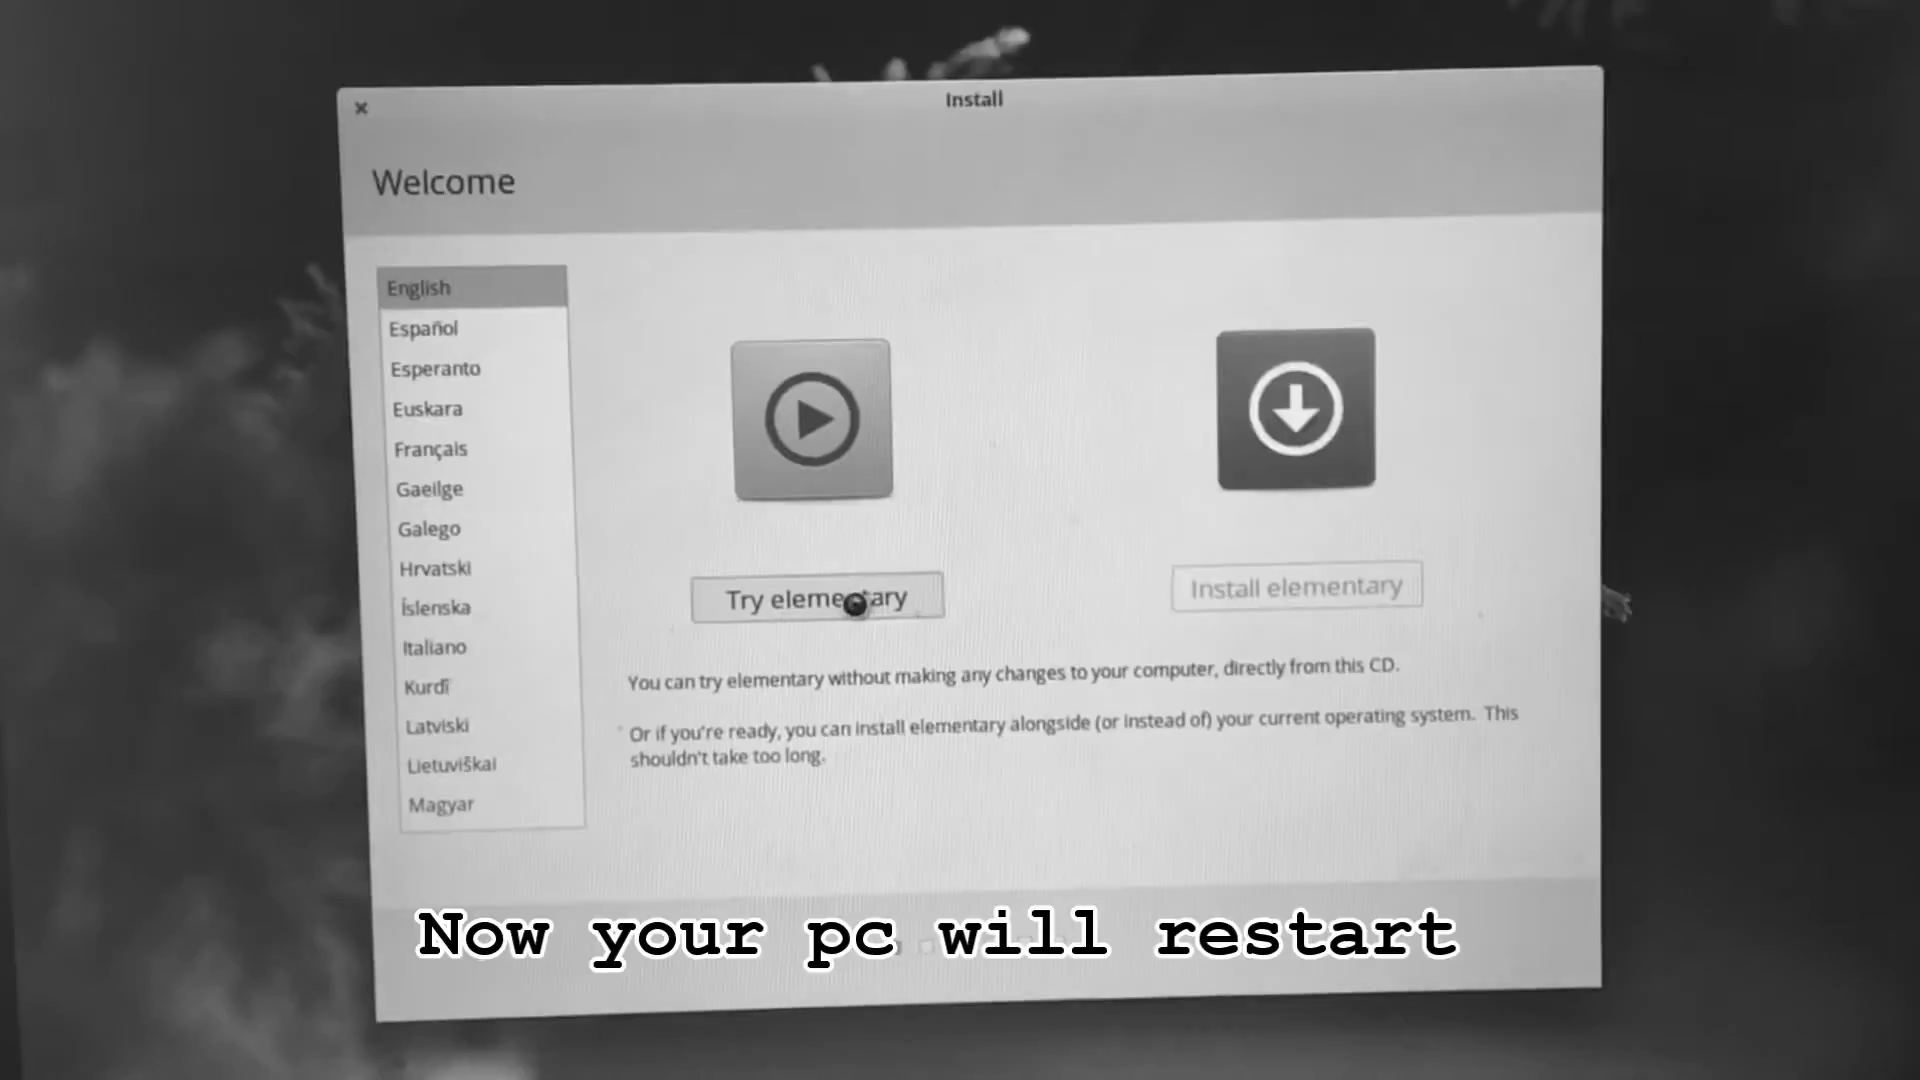 Install
Welcome
English
Español
Esperanto
Euskara
Français
Gaeilge
Galego
Hrvatski
Íslenska
Italiano
Kurdî
Latviski
Lietuviškai
Magyar
Try elementary
Install elementary
You can try elementary without making any changes to your computer, directly from this CD.
Or if you're ready, you can install elementary alongside (or instead of) your current operating system. This
shouldn't take too long.
Now your pc will restart